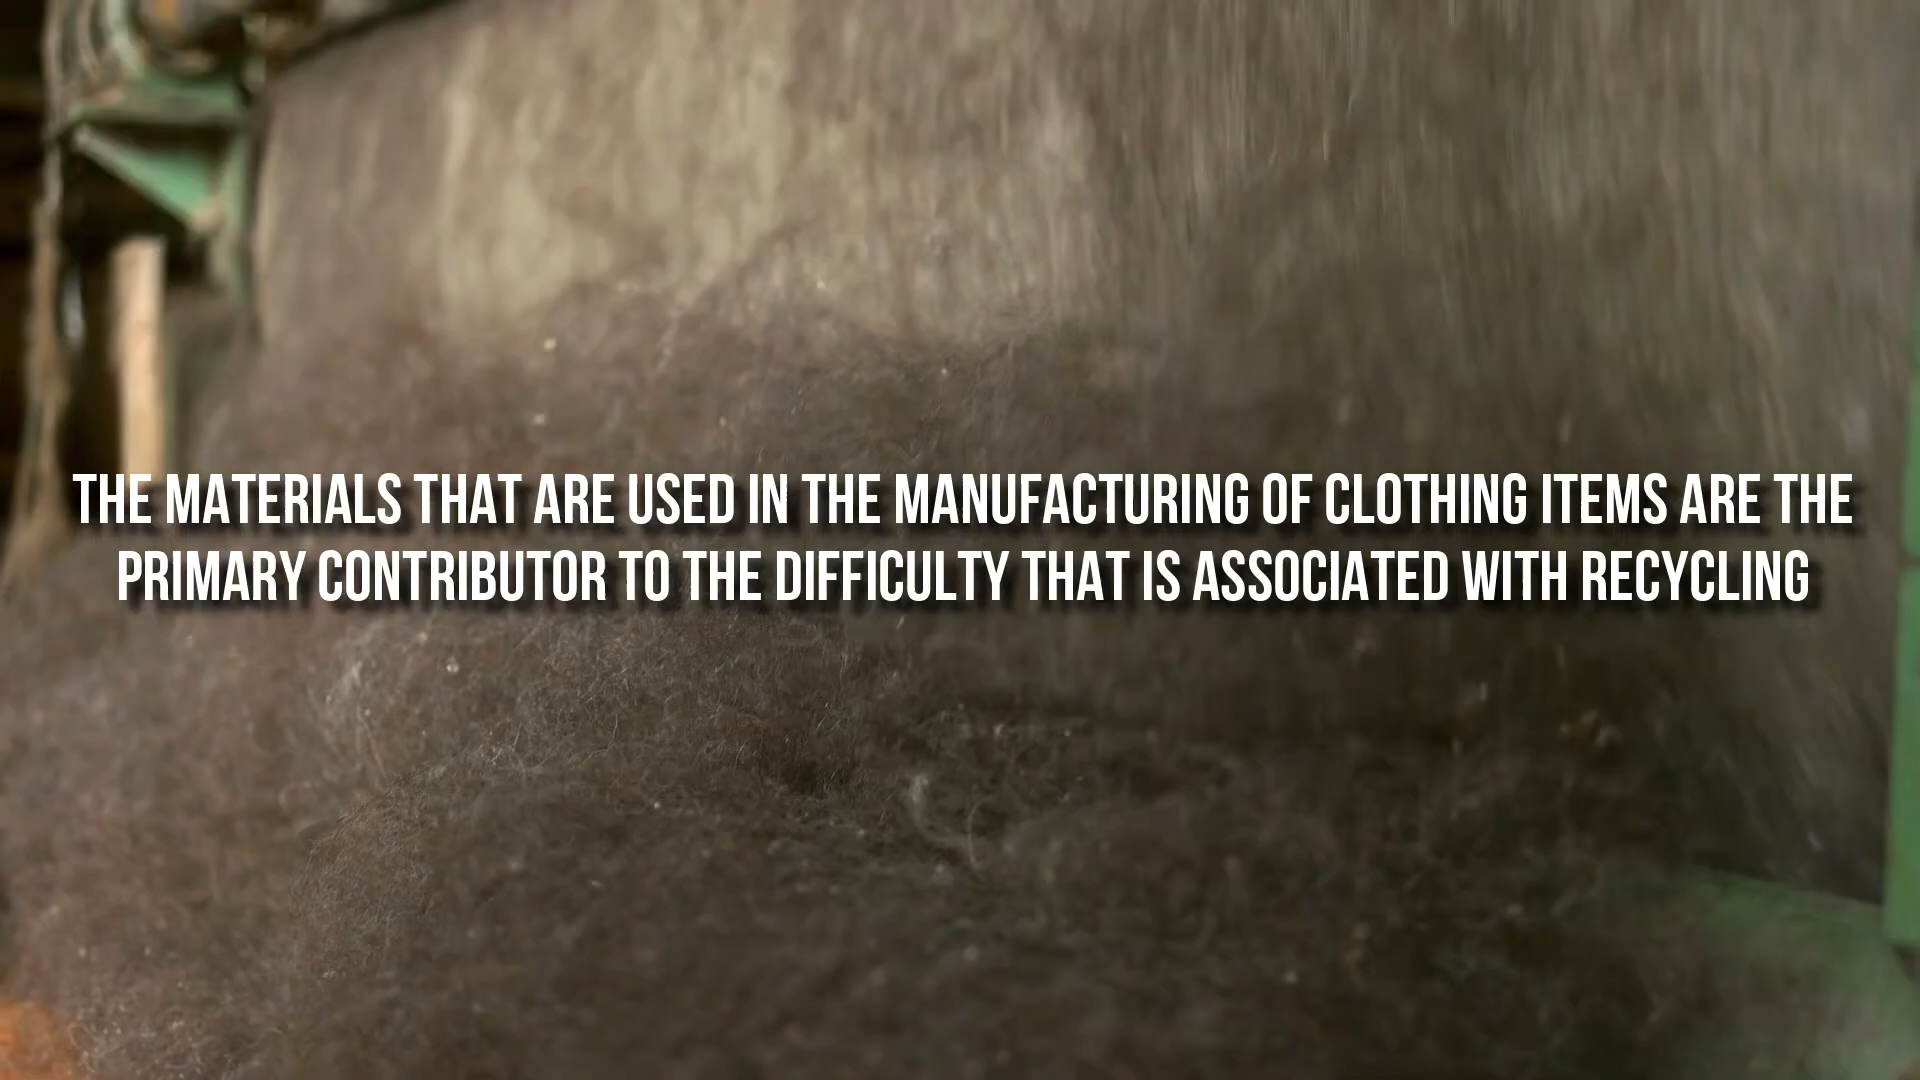 THE MATERIALS THAT ARE USED IN THE MANUFACTURING OF CLOTHING ITEMS ARE THE
PRIMARY CONTRIBUTOR TO THE DIFFICULTY THAT IS ASSOCIATED WITH RECYCLING